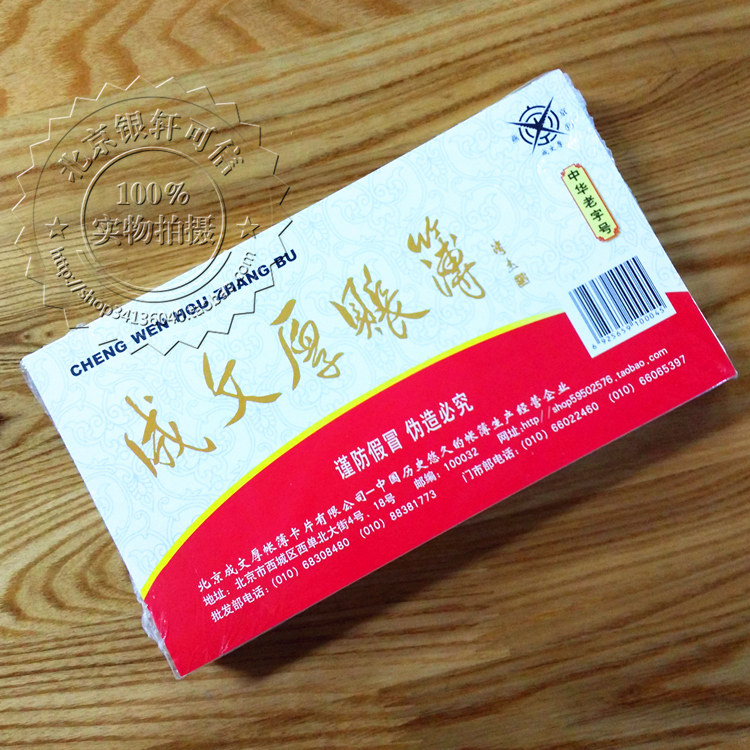 北京银轩可信
100%
实物拍摄
中华老字号
CHENG WEN HOU ZHANG BU
成文厚账簿
6925659100045
谨防假冒 伪造必究
北京成文厚帐簿卡片有限公司—中国历史悠久的帐簿生产经营企业
地址:北京市西城区西单北大街4号、18号 邮编:100032 网址.http://shop59502576.taobao.com
批发部电话:(010) 68308480 (010) 88381773 门市部电话:(010) 66022460 (010) 66065397